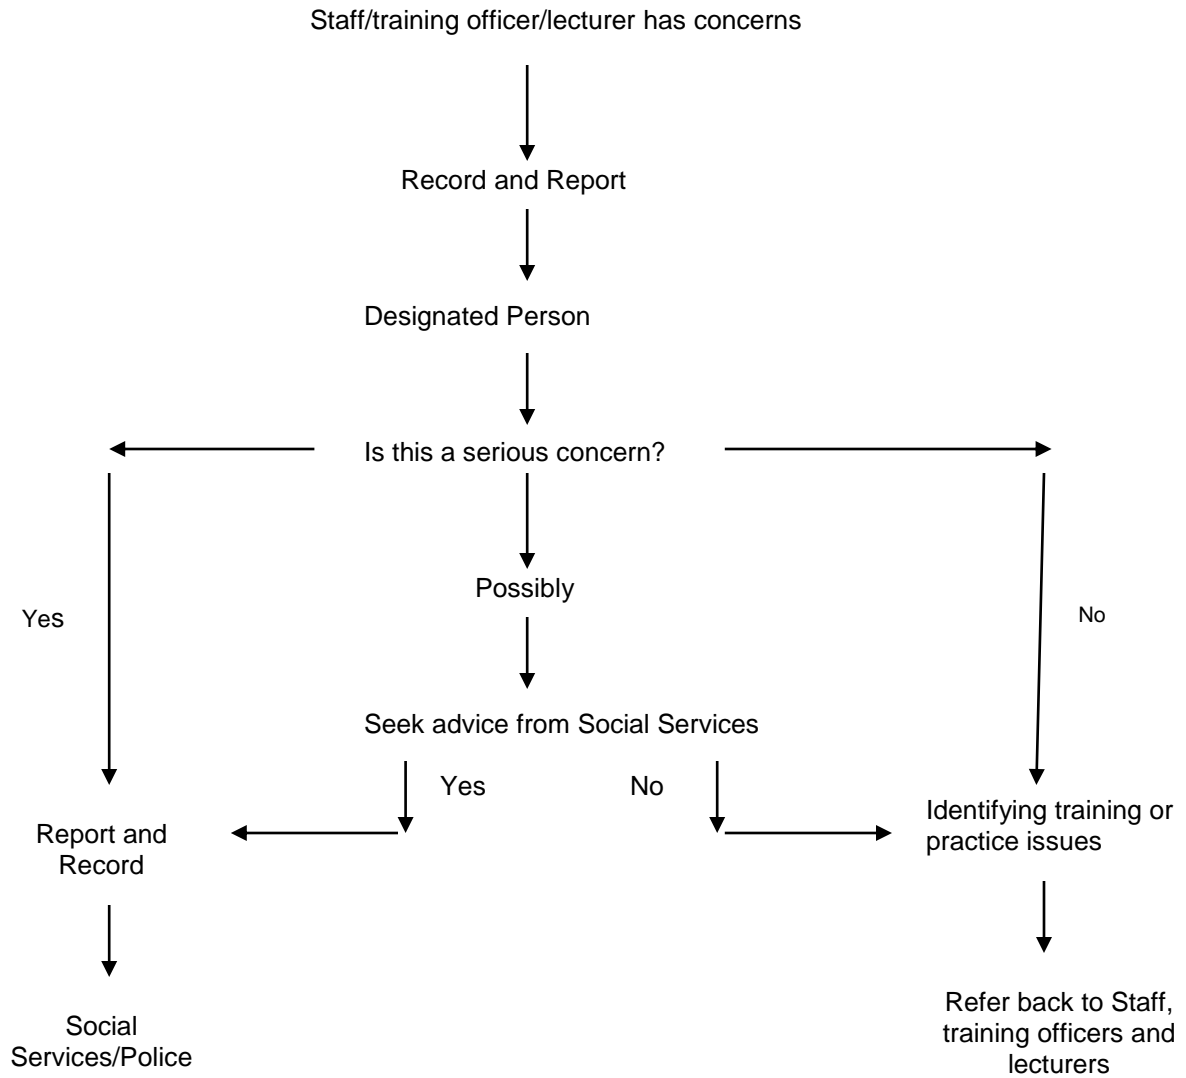 Staff/training officer/lecturer has concerns
Record and Report
Designated Person
Is this a serious concern?
Possibly
Yes
No
Seek advice from Social Services
Yes
No
Report and
Record
Identifying training or
practice issues
Social
Services/Police
Refer back to Staff,
training officers and
lecturers